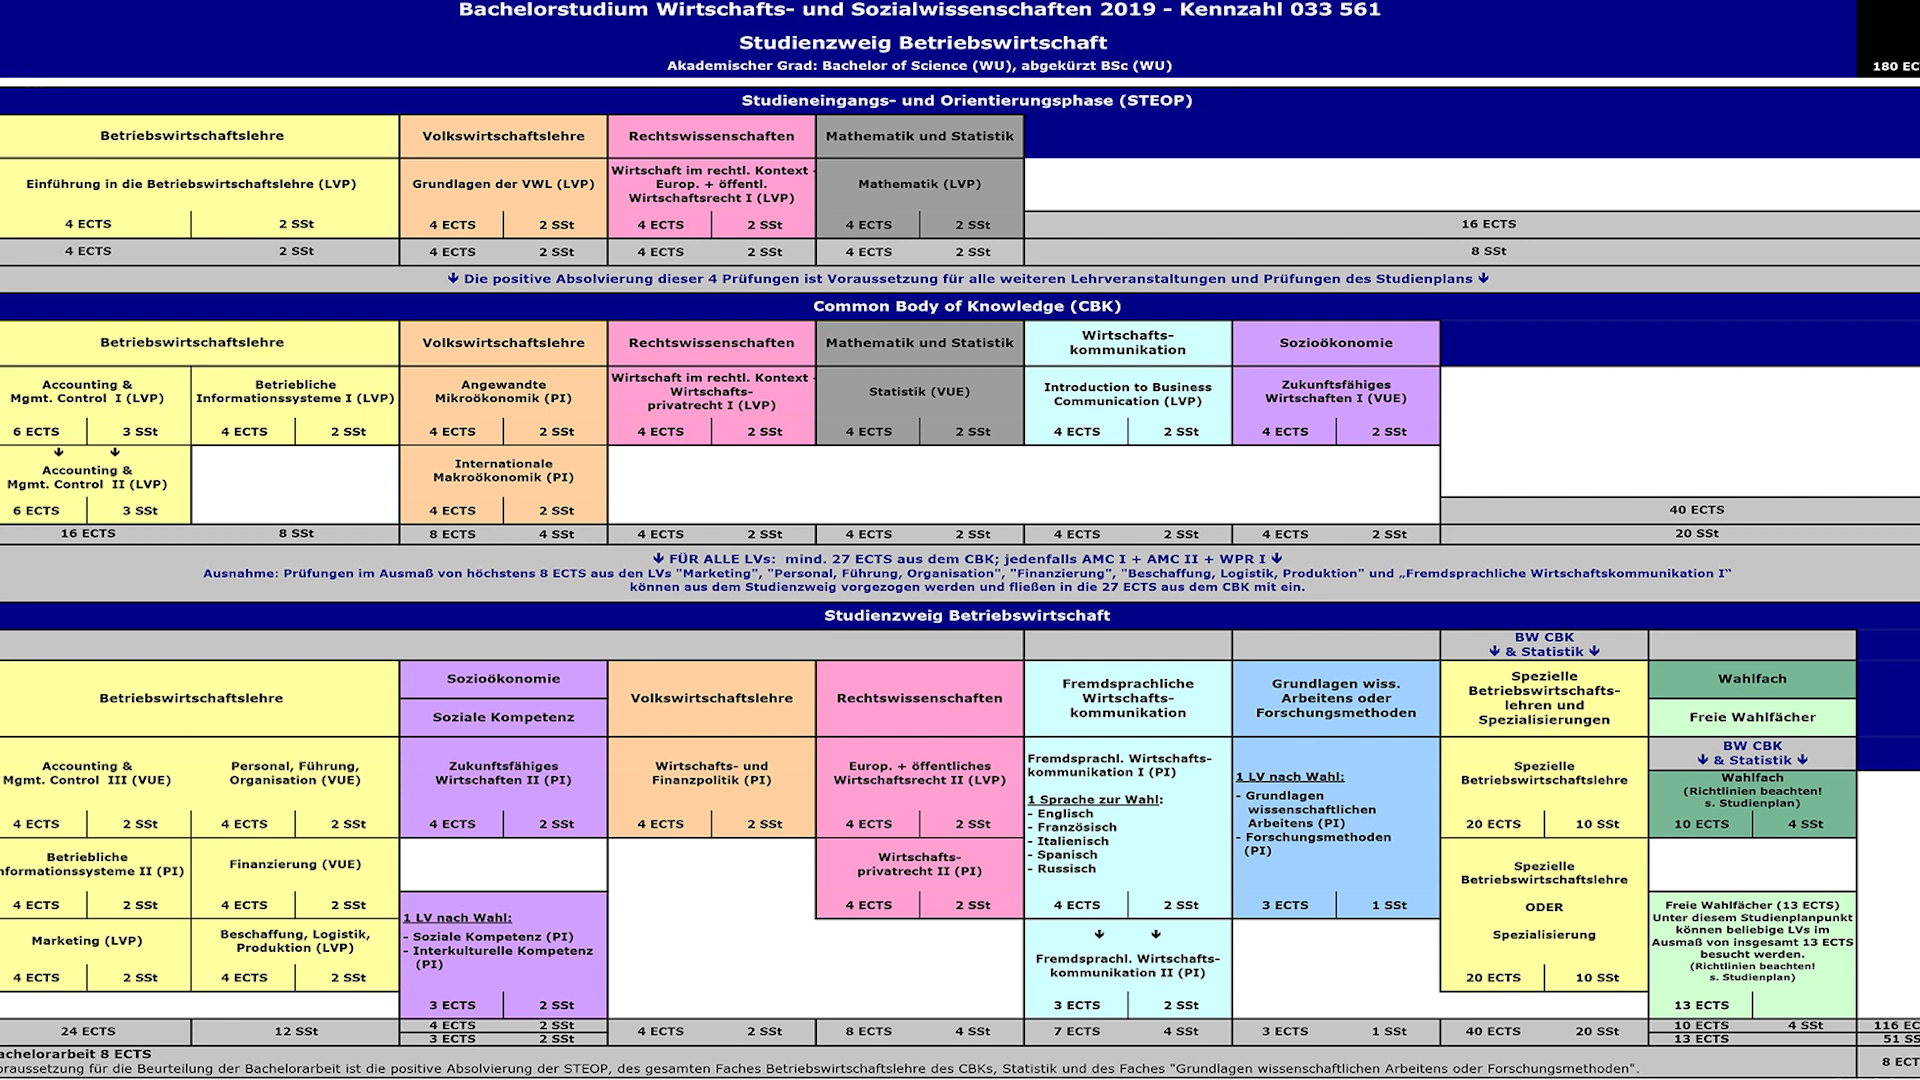 Bachelorstudium Wirtschafts- und Sozialwissenschaften 2019 - Kennzahl 033 561
Studienzweig Betriebswirtschaft
Akademischer Grad: Bachelor of Science (WU), abgekürzt BSc (WU)
180 EC
Studieneingangs- und Orientierungsphase (STEOP)
Betriebswirtschaftslehre
Volkswirtschaftslehre
Rechtswissenschaften
Mathematik und Statistik
Einführung in die Betriebswirtschaftslehre (LVP)
4 ECTS 2 SSt
Grundlagen der VWL (LVP)
4 ECTS 2 SSt
Wirtschaft im rechtl. Kontext -
Europ. + öffentl.
Wirtschaftsrecht I (LVP)
4 ECTS 2 SSt
Mathematik (LVP)
4 ECTS 2 SSt
16 ECTS
4 ECTS 2 SSt 4 ECTS 2 SSt 4 ECTS 2 SSt 4 ECTS 2 SSt 8 SSt
🡻 Die positive Absolvierung dieser 4 Prüfungen ist Voraussetzung für alle weiteren Lehrveranstaltungen und Prüfungen des Studienplans 🡻
Common Body of Knowledge (CBK)
Betriebswirtschaftslehre
Volkswirtschaftslehre
Rechtswissenschaften
Mathematik und Statistik
Wirtschafts-
kommunikation
Sozioökonomie
Accounting &
Mgmt. Control I (LVP)
6 ECTS 3 SSt
Betriebliche
Informationssysteme I (LVP)
4 ECTS 2 SSt
Angewandte
Mikroökonomik (PI)
4 ECTS 2 SSt
Wirtschaft im rechtl. Kontext -
Wirtschafts-
privatrecht I (LVP)
4 ECTS 2 SSt
Statistik (VUE)
4 ECTS 2 SSt
Introduction to Business
Communication (LVP)
4 ECTS 2 SSt
Zukunftsfähiges
Wirtschaften I (VUE)
4 ECTS 2 SSt
Accounting &
Mgmt. Control II (LVP)
6 ECTS 3 SSt
Internationale
Makroökonomik (PI)
4 ECTS 2 SSt
40 ECTS
16 ECTS 8 SSt 8 ECTS 4 SSt 4 ECTS 2 SSt 4 ECTS 2 SSt 4 ECTS 2 SSt 4 ECTS 2 SSt 20 SSt
🡻 FÜR ALLE LVs: mind. 27 ECTS aus dem CBK; jedenfalls AMC I + AMC II + WPR I 🡻
Ausnahme: Prüfungen im Ausmaß von höchstens 8 ECTS aus den LVs "Marketing", "Personal, Führung, Organisation", "Finanzierung", "Beschaffung, Logistik, Produktion" und „Fremdsprachliche Wirtschaftskommunikation I“
können aus dem Studienzweig vorgezogen werden und fließen in die 27 ECTS aus dem CBK mit ein.
Studienzweig Betriebswirtschaft
BW CBK
🡻 & Statistik 🡻
Betriebswirtschaftslehre
Sozioökonomie
Soziale Kompetenz
Volkswirtschaftslehre
Rechtswissenschaften
Fremdsprachliche
Wirtschafts-
kommunikation
Grundlagen wiss.
Arbeitens oder
Forschungsmethoden
Spezielle
Betriebswirtschafts-
lehren und
Spezialisierungen
Wahlfach
Freie Wahlfächer
Accounting &
Mgmt. Control III (VUE)
4 ECTS 2 SSt
Personal, Führung,
Organisation (VUE)
4 ECTS 2 SSt
Zukunftsfähiges
Wirtschaften II (PI)
4 ECTS 2 SSt
Wirtschafts- und
Finanzpolitik (PI)
4 ECTS 2 SSt
Europ. + öffentliches
Wirtschaftsrecht II (LVP)
4 ECTS 2 SSt
Fremdsprachl. Wirtschafts-
kommunikation I (PI)
1 Sprache zur Wahl:
- Englisch
- Französisch
- Italienisch
- Spanisch
- Russisch
4 ECTS 2 SSt
1 LV nach Wahl:
- Grundlagen
wissenschaftlichen
Arbeitens (PI)
- Forschungsmethoden
(PI)
3 ECTS 1 SSt
Spezielle
Betriebswirtschaftslehre
20 ECTS 10 SSt
BW CBK
🡻 & Statistik 🡻
Wahlfach
(Richtlinien beachten!
s. Studienplan)
10 ECTS 4 SSt
Betriebliche
nformationssysteme II (PI)
4 ECTS 2 SSt
Finanzierung (VUE)
4 ECTS 2 SSt
Wirtschafts-
privatrecht II (PI)
4 ECTS 2 SSt
Spezielle
Betriebswirtschaftslehre
ODER
Spezialisierung
20 ECTS 10 SSt
Marketing (LVP)
4 ECTS 2 SSt
Beschaffung, Logistik,
Produktion (LVP)
4 ECTS 2 SSt
1 LV nach Wahl:
- Soziale Kompetenz (PI)
- Interkulturelle Kompetenz
(PI)
3 ECTS 2 SSt
Fremdsprachl. Wirtschafts-
kommunikation II (PI)
3 ECTS 2 SSt
Freie Wahlfächer (13 ECTS)
Unter diesem Studienplanpunkt
können beliebige LVs im
Ausmaß von insgesamt 13 ECTS
besucht werden.
(Richtlinien beachten!
s. Studienplan)
13 ECTS
24 ECTS 12 SSt
4 ECTS 2 SSt
3 ECTS 2 SSt
4 ECTS 2 SSt 8 ECTS 4 SSt 7 ECTS 4 SSt 3 ECTS 1 SSt 40 ECTS 20 SSt
10 ECTS 4 SSt
13 ECTS
116 EC
51 SS
achelorarbeit 8 ECTS
oraussetzung für die Beurteilung der Bachelorarbeit ist die positive Absolvierung der STEOP, des gesamten Faches Betriebswirtschaftslehre des CBKs, Statistik und des Faches "Grundlagen wissenschaftlichen Arbeitens oder Forschungsmethoden".
8 ECT